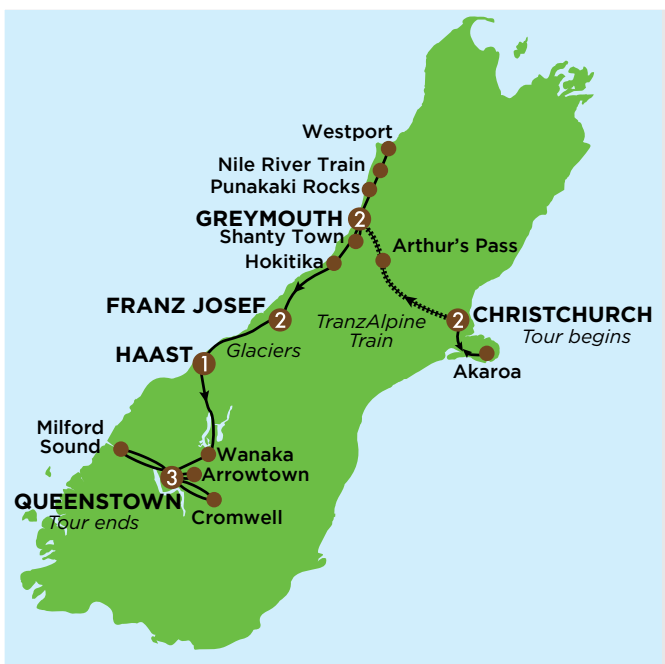 Westport
Nile River Train
Punakaki Rocks
GREYMOUTH 2
Shanty Town
Arthur's Pass
Hokitika
FRANZ JOSEF 2
TranzAlpine
Train
2 CHRISTCHURCH
Tour begins
Glaciers
HAAST 1
Akaroa
Milford
Sound
Wanaka
Arrowtown
3
QUEENSTOWN
Tour ends
Cromwell